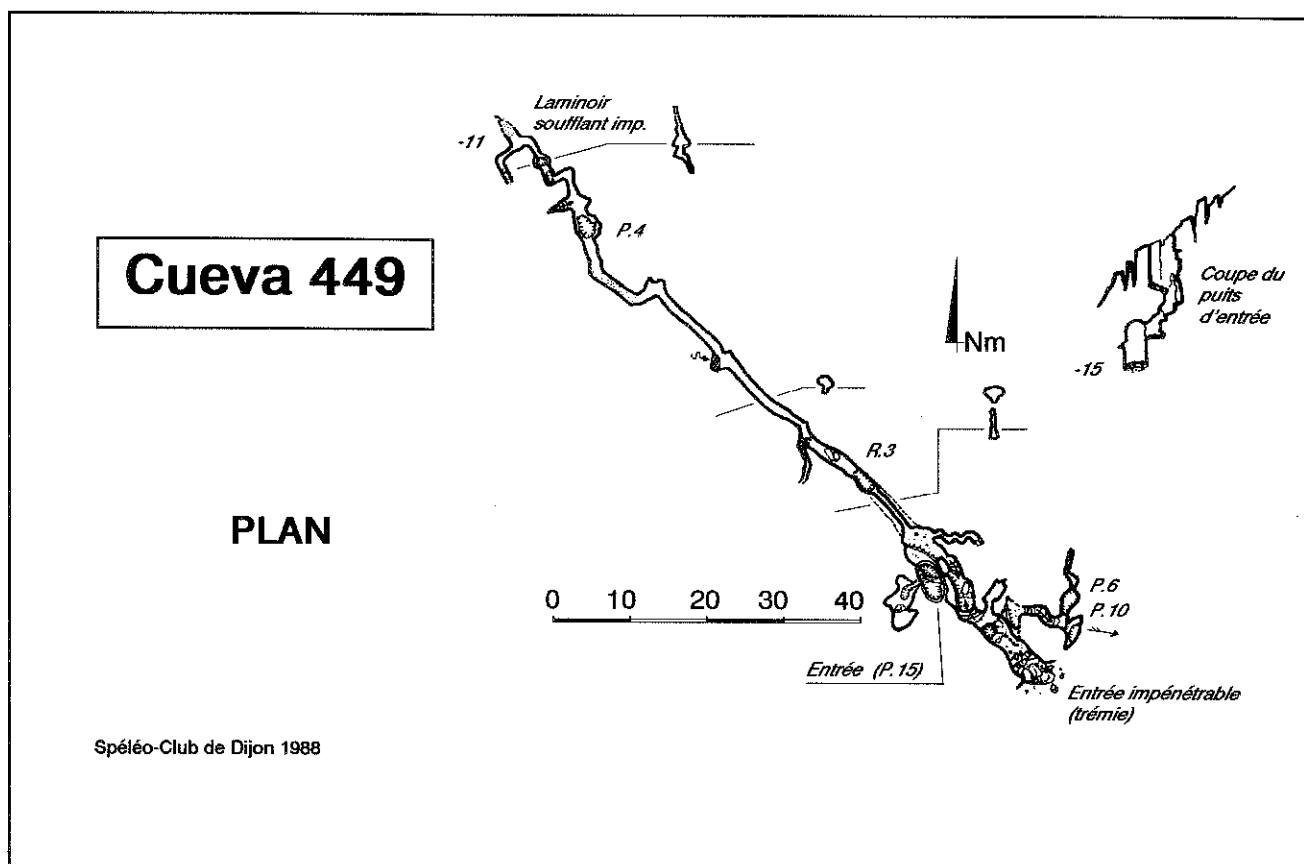 Laminoir
soufflant imp.
-11
P.4
Cueva 449
Coupe du
puits
d'entrée
Nm
-15
R.3
PLAN
0 10 20 30 40
P.6
P.10
Entrée (P.15)
Entrée impénétrable
(trémie)
Spéléo-Club de Dijon 1988